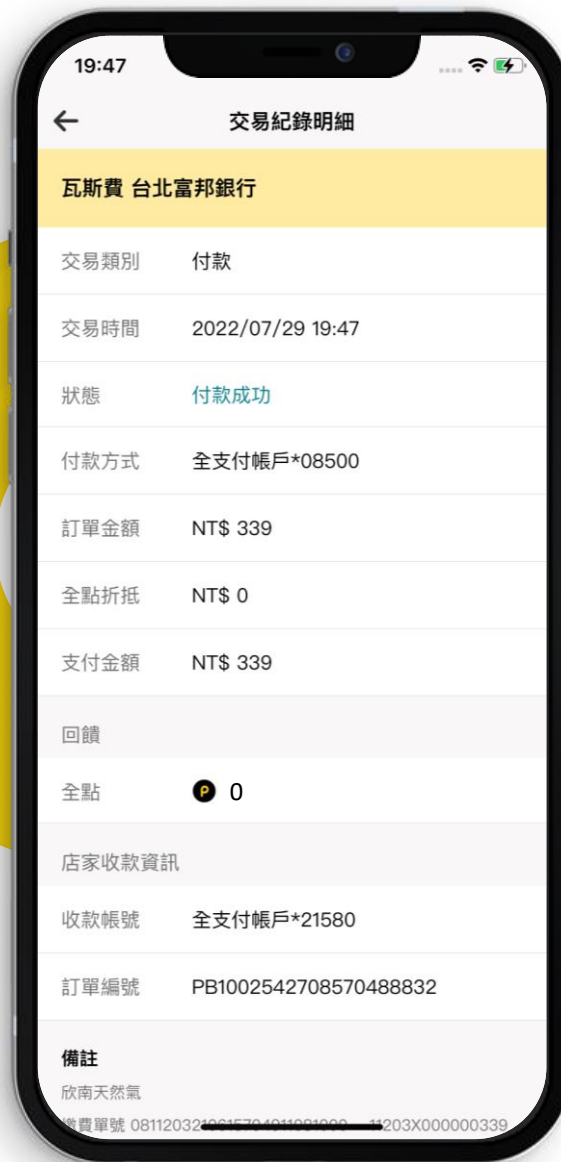 19:47
交易紀錄明細
瓦斯費 台北富邦銀行
交易類別 付款
交易時間 2022/07/29 19:47
狀態 付款成功
付款方式 全支付帳戶*08500
訂單金額 NT$ 339
全點折抵 NT$ 0
支付金額 NT$ 339
回饋
全點 P 0
店家收款資訊
收款帳號 全支付帳戶*21580
訂單編號 PB1002542708570488832
備註
欣南天然氣
繳費單號 11203X000000339